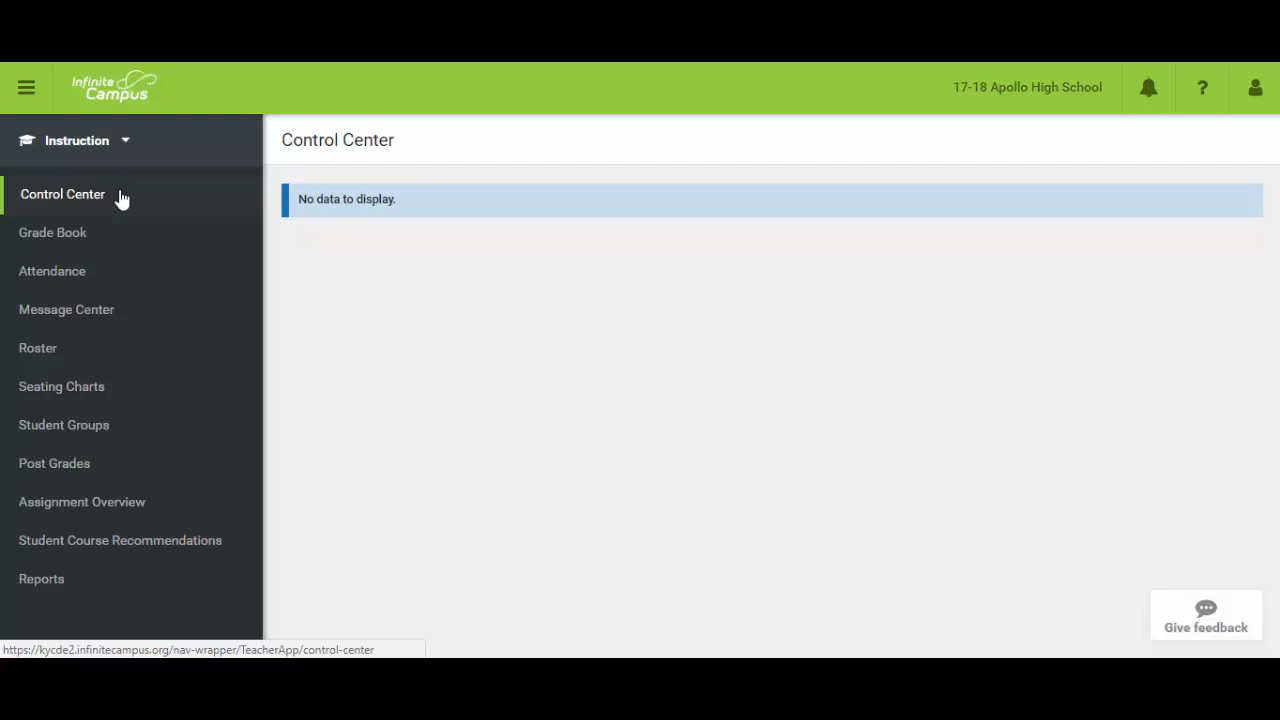 Infinite
Campus
17-18 Apollo High School
?
Instruction
Control Center
Control Center
No data to display.
Grade Book
Attendance
Message Center
Roster
Seating Charts
Student Groups
Post Grades
Assignment Overview
Student Course Recommendations
Reports
Give feedback
https://kycde2.infinitecampus.org/nav-wrapper/TeacherApp/control-center